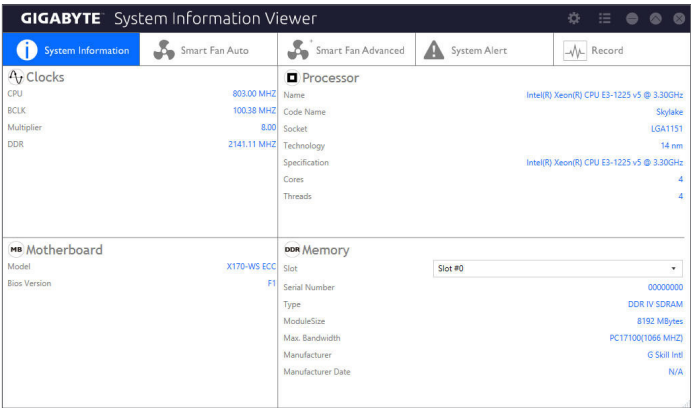 GIGABYTE™ System Information Viewer
System Information
Smart Fan Auto
Smart Fan Advanced
System Alert
Record
Clocks
CPU 803.00 MHZ
BCLK 100.38 MHZ
Multiplier 8.00
DDR 2141.11 MHZ
Processor
Name Intel(R) Xeon(R) CPU E3-1225 v5 @ 3.30GHz
Code Name Skylake
Socket LGA1151
Technology 14 nm
Specification Intel(R) Xeon(R) CPU E3-1225 v5 @ 3.30GHz
Cores 4
Threads 4
MB Motherboard
Model X170-WS ECC
Bios Version F1
DDR Memory
Slot Slot #0
Serial Number 00000000
Type DDR IV SDRAM
ModuleSize 8192 MBytes
Max. Bandwidth PC17100(1066 MHZ)
Manufacturer G Skill Intl
Manufacturer Date N/A